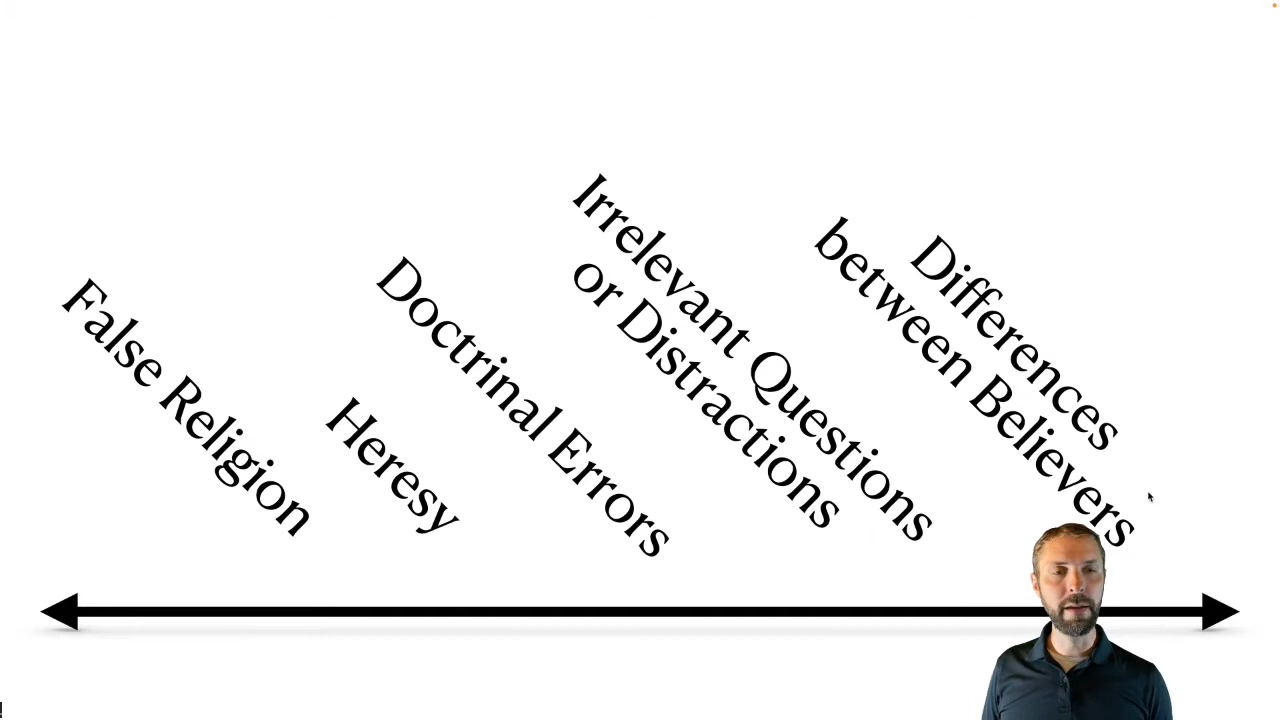 False Religion
Heresy
Doctrinal Errors
Irrelevant Questions
or Distractions
Differences
between Believers